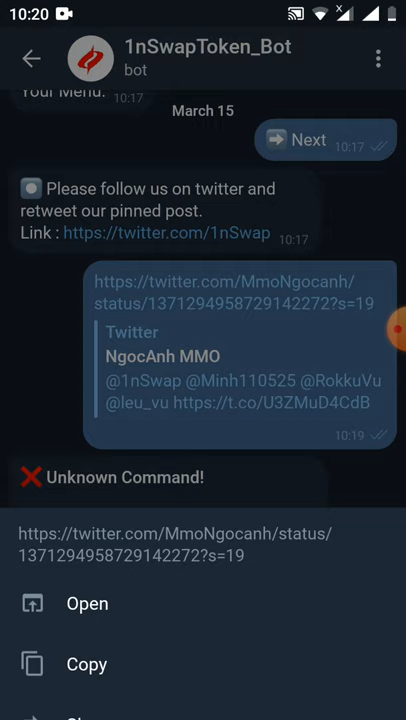 10:20
1nSwapToken_Bot
bot
Your Menu. 10:17
March 15
Next 10:17
Please follow us on twitter and
retweet our pinned post.
Link : https://twitter.com/1nSwap 10:17
https://twitter.com/MmoNgocanh/
status/1371294958729142272?s=19
Twitter
NgocAnh MMO
@1nSwap @Minh110525 @RokkuVu
@leu_vu https://t.co/U3ZMuD4CdB
10:19
Unknown Command!
https://twitter.com/MmoNgocanh/status/
1371294958729142272?s=19
Open
Copy